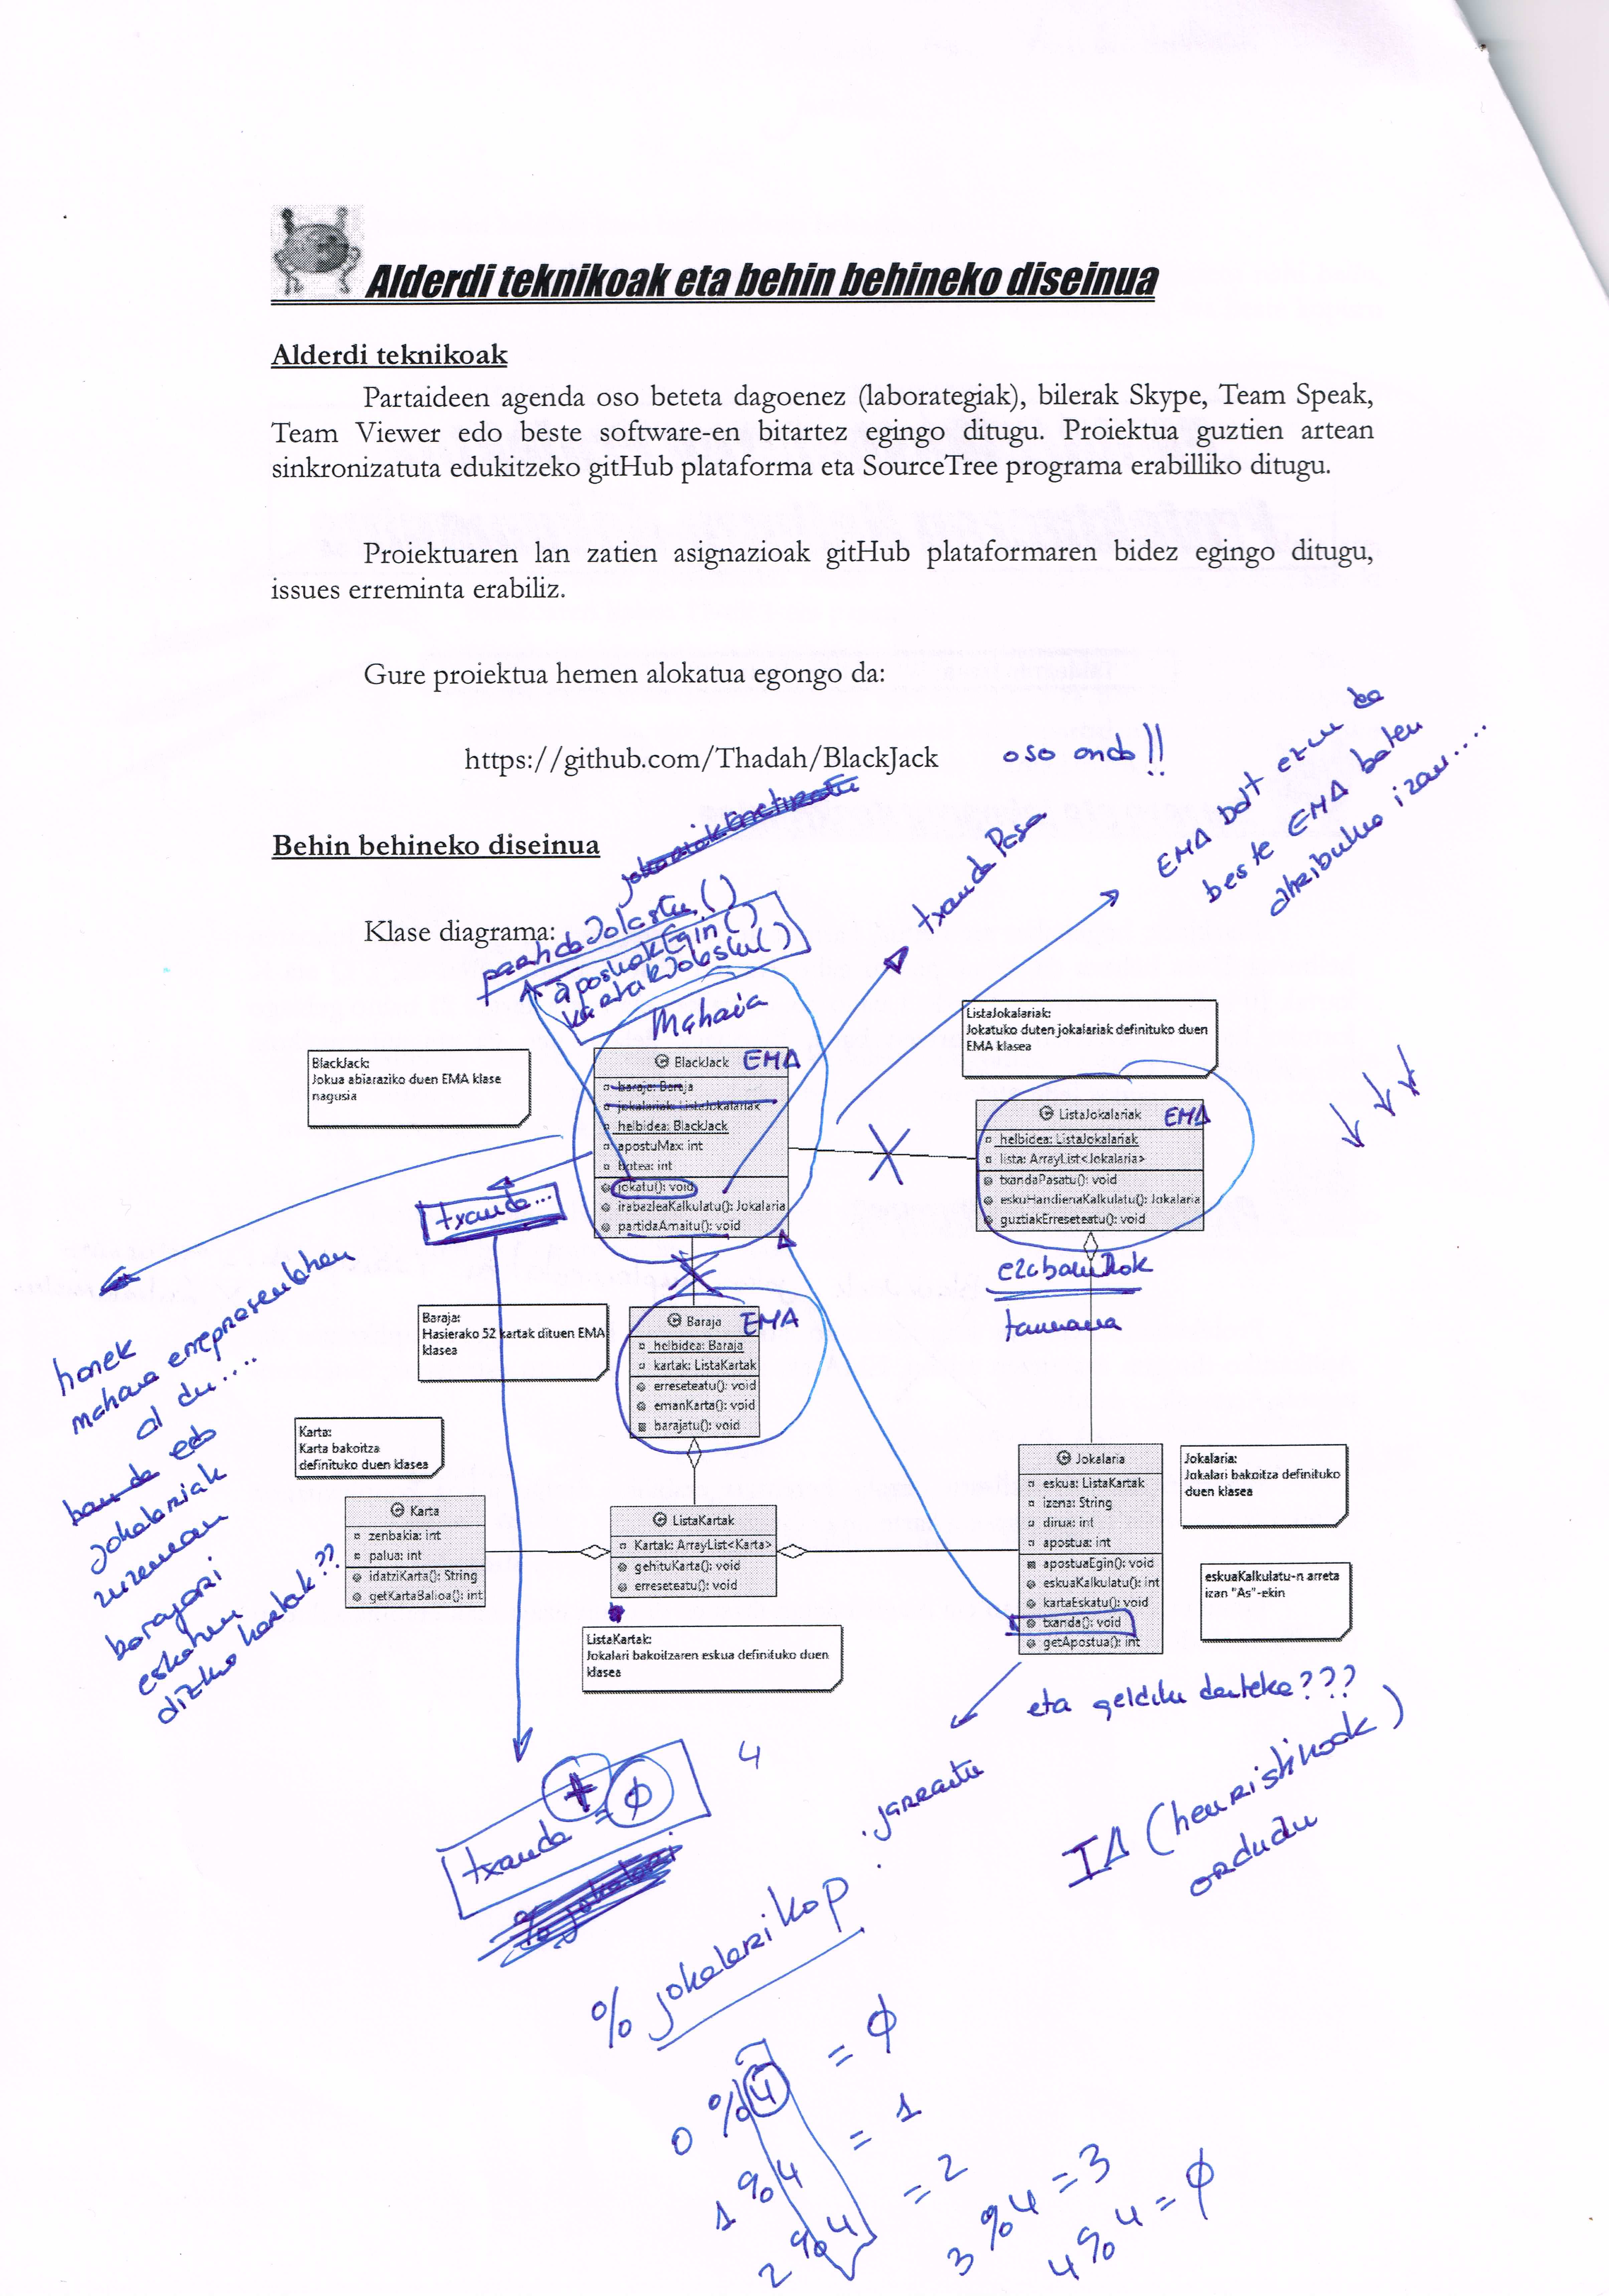 Alderdi teknikoak eta behin behineko diseinua
Alderdi teknikoak
Partaideen agenda oso beteta dagoenez (laborategiak), bilerak Skype, Team Speak,
Team Viewer edo beste software-en bitartez egingo ditugu. Proiektua guztien artean
sinkronizatuta edukitzeko gitHub plataforma eta SourceTree programa erabilliko ditugu.
Proiektuaren lan zatien asignazioak gitHub plataformaren bidez egingo ditugu,
issues erreminta erabiliz.
Gure proiektua hemen alokatua egongo da:
https://github.com/Thadah/BlackJack
oso ondo!!
EMA bat ezin da
beste EMA baten
atributuko izan....
Behin behineko diseinua
txanda Pasa
Klase diagrama:
partidaJolastu()
apostuakEgin()
kartakJolastu()
Mahaia
BlackJack:
Jokua abiaraziko duen EMA klase
nagusia
BlackJack EMA
baraje: Baraja
jokalariak: ListaJokalariak
helbidea: BlackJack
apostuMax: int
botea: int
jokatu(): void
irabazleaKalkulatu(): Jokalaria
partidaAmaitu(): void
ListaJokalariak:
Jokatuko duten jokalariak definituko duen
EMA klasea
ListaJokalariak EMA
helbidea: ListaJokalariak
lista: ArrayList<Jokalaria>
txandaPasatu(): void
eskuHandienaKalkulatu(): Jokalaria
guztiakErreseteatu(): void
txanda...
tamaina
honek
mahaia errepresentatzen
al du....
edo
jokalariak
zuzenean
barajari
eskatzen
dizkio kartak??
Baraja:
Hasierako 52 kartak dituen EMA
klasea
Baraja EMA
helbidea: Baraja
kartak: ListaKartak
erreseteatu(): void
emanKarta(): void
barajatu(): void
Karta:
Karta bakoitza
definituko duen klasea
Karta
zenbakia: int
palua: int
idatziKarta(): String
getKartaBalioa(): int
ListaKartak
Kartak: ArrayList<Karta>
gehituKarta(): void
erreseteatu(): void
ListaKartak:
Jokalari bakoitzaren eskua definituko duen
klasea
Jokalaria
eskua: ListaKartak
izena: String
dirua: int
apostua: int
apostuaEgin(): void
eskuaKalkulatu(): int
kartaEskatu(): void
txanda(): void
getApostua(): int
Jokalaria:
Jokalari bakoitza definituko
duen klasea
eskuaKalkulatu-n arreta
izan "As"-ekin
eta gelditu daiteke???
IA (heuristikoak)
orduan
jarraitu
4
txanda + = φ
% jokalari kop
0 % 4 = φ
1 % 4 = 1
2 % 4 = 2
3 % 4 = 3
4 % 4 = φ